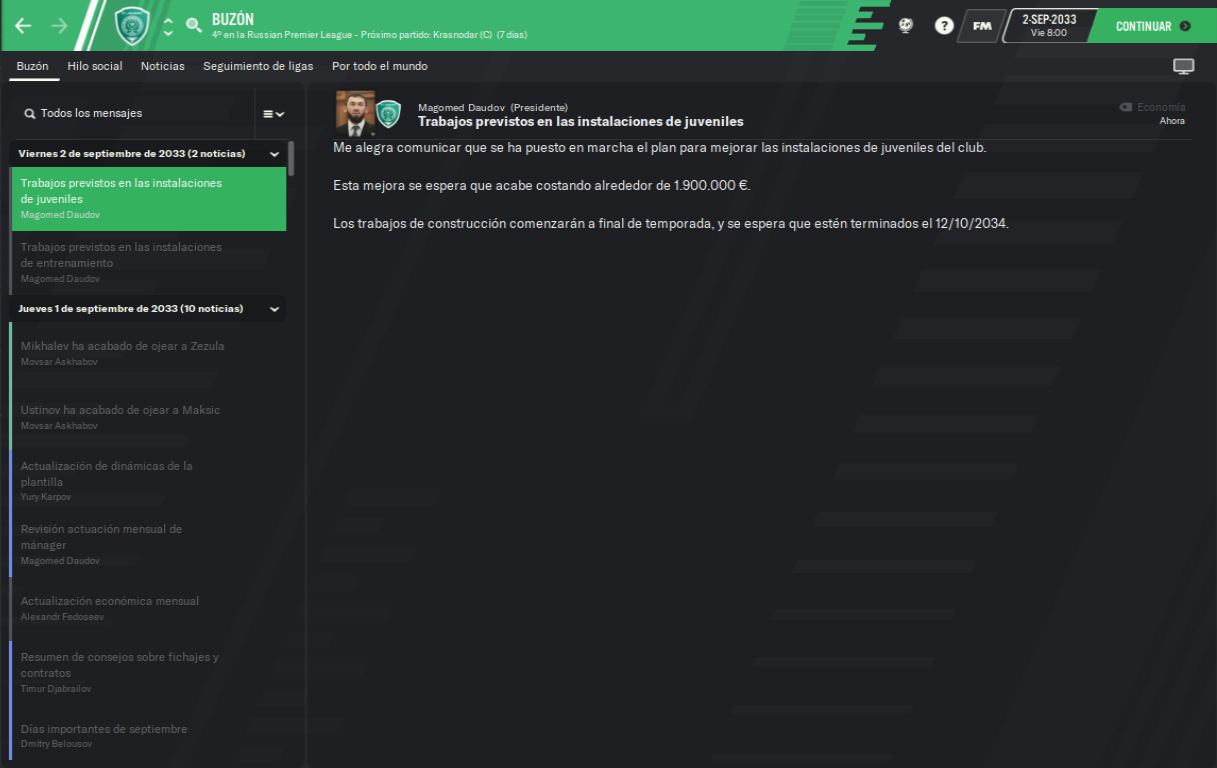 BUZÓN
4º en la Russian Premier League - Próximo partido: Krasnodar (C) (7 días)
?
FM
2-SEP-2033
Vie 8:00
CONTINUAR
Buzón
Hilo social
Noticias
Seguimiento de ligas
Por todo el mundo
Todos los mensajes
Viernes 2 de septiembre de 2033 (2 noticias)
Trabajos previstos en las instalaciones
de juveniles
Magomed Daudov
Trabajos previstos en las instalaciones
de entrenamiento
Magomed Daudov
Jueves 1 de septiembre de 2033 (10 noticias)
Mikhalev ha acabado de ojear a Zezula
Movsar Askhabov
Ustinov ha acabado de ojear a Maksic
Movsar Askhabov
Actualización de dinámicas de la
plantilla
Yury Karpov
Revisión actuación mensual de
mánager
Magomed Daudov
Actualización económica mensual
Alexandr Fedoseev
Resumen de consejos sobre fichajes y
contratos
Timur Djabrailov
Días importantes de septiembre
Dmitry Belousov
Magomed Daudov (Presidente)
Trabajos previstos en las instalaciones de juveniles
Economía
Ahora
Me alegra comunicar que se ha puesto en marcha el plan para mejorar las instalaciones de juveniles del club.
Esta mejora se espera que acabe costando alrededor de 1.900.000 €.
Los trabajos de construcción comenzarán a final de temporada, y se espera que estén terminados el 12/10/2034.